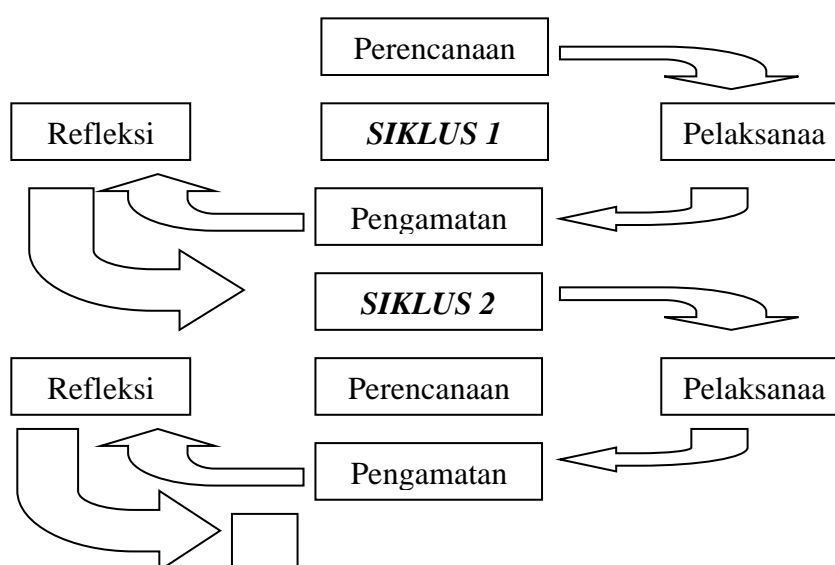 Perencanaan
Refleksi
SIKLUS 1
Pelaksanaa
Pengamatan
SIKLUS 2
Refleksi
Perencanaan
Pelaksanaa
Pengamatan